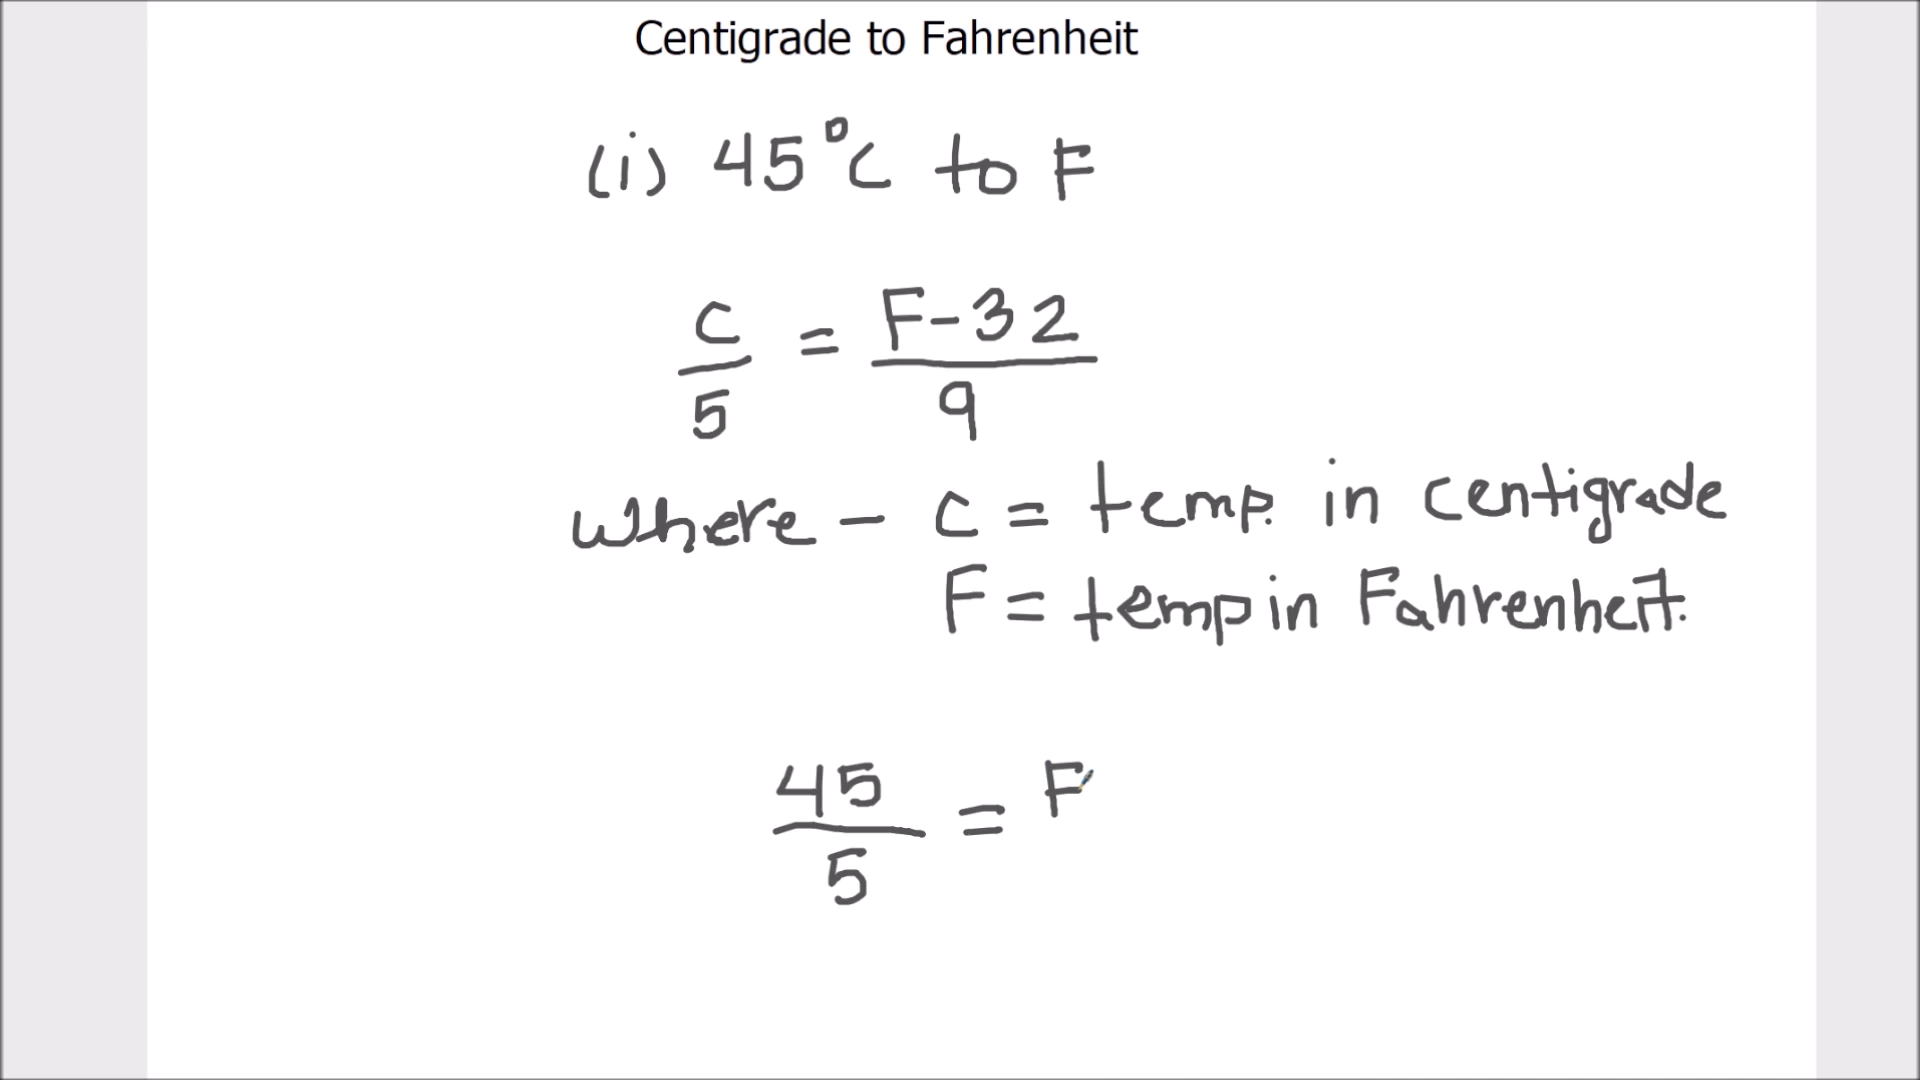 Centigrade to Fahrenheit
(i) 45°C to F
C/5 = F-32/9
where - C = temp. in centigrade
F = temp in Fahrenheit.
45/5 = F